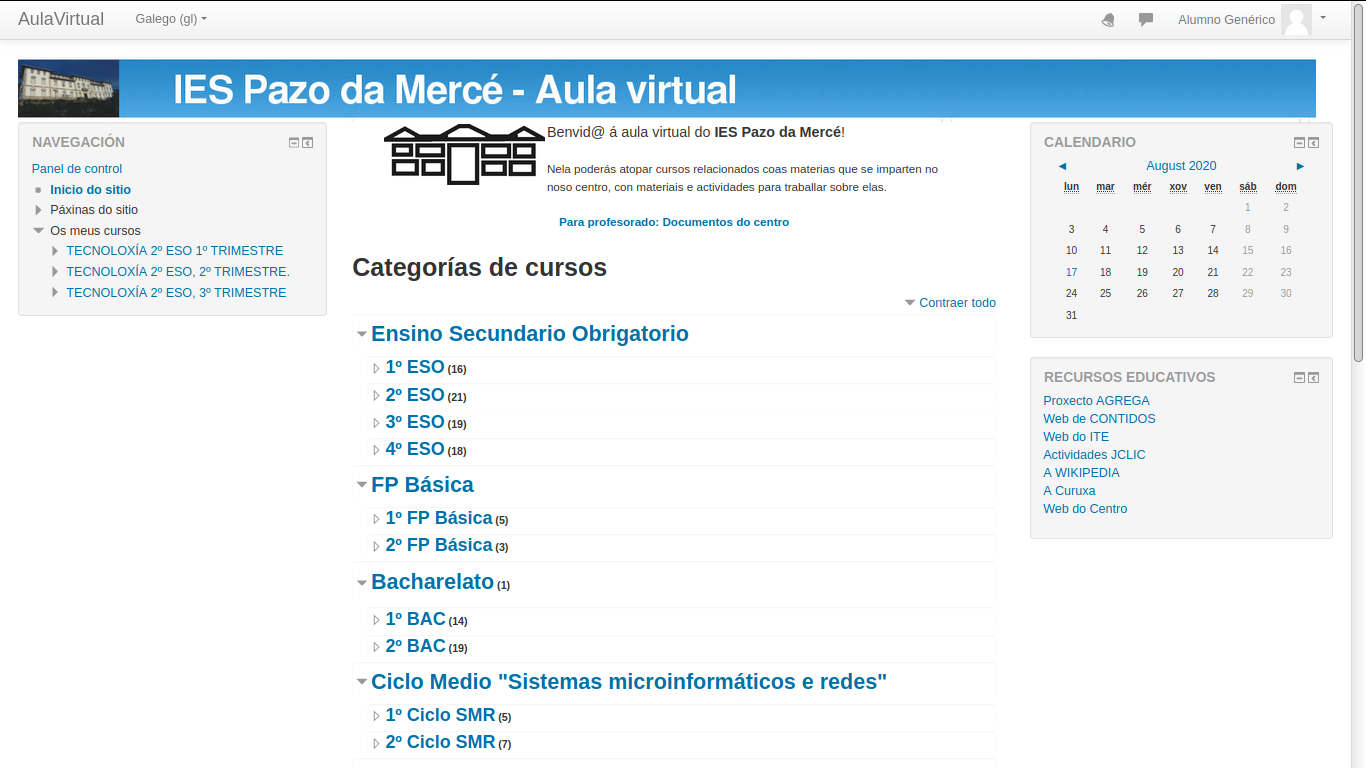 AulaVirtual
Galego (gl)
Alumno Genérico
IES Pazo da Mercé - Aula virtual
NAVEGACIÓN
Panel de control
Inicio do sitio
Páxinas do sitio
Os meus cursos
TECNOLOXÍA 2º ESO 1º TRIMESTRE
TECNOLOXÍA 2º ESO, 2º TRIMESTRE.
TECNOLOXÍA 2º ESO, 3º TRIMESTRE
Benvid@ á aula virtual do IES Pazo da Mercé!
Nela poderás atopar cursos relacionados coas materias que se imparten no
noso centro, con materiais e actividades para traballar sobre elas.
Para profesorado: Documentos do centro
Categorías de cursos
Contraer todo
Ensino Secundario Obrigatorio
1º ESO (16)
2º ESO (21)
3º ESO (19)
4º ESO (18)
FP Básica
1º FP Básica (5)
2º FP Básica (3)
Bacharelato (1)
1º BAC (14)
2º BAC (19)
Ciclo Medio "Sistemas microinformáticos e redes"
1º Ciclo SMR (5)
2º Ciclo SMR (7)
CALENDARIO
◄ August 2020 ►
lun mar mér xov ven sáb dom
1 2
3 4 5 6 7 8 9
10 11 12 13 14 15 16
17 18 19 20 21 22 23
24 25 26 27 28 29 30
31
RECURSOS EDUCATIVOS
Proxecto AGREGA
Web de CONTIDOS
Web do ITE
Actividades JCLIC
A WIKIPEDIA
A Curuxa
Web do Centro